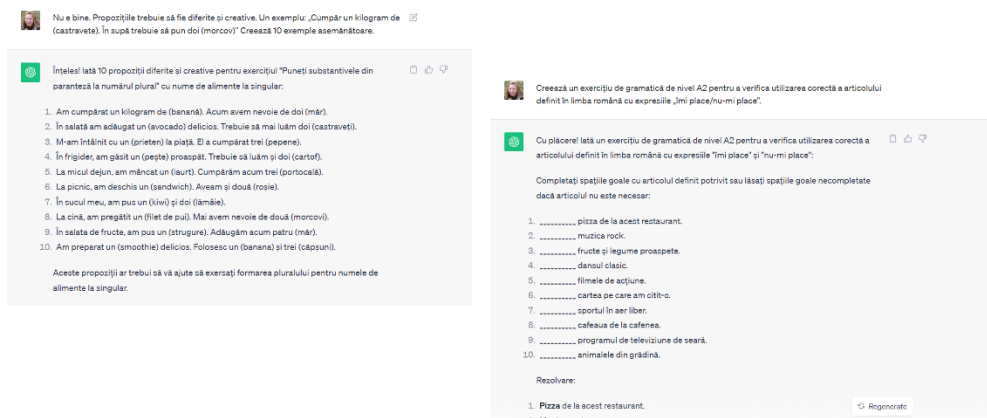 Nu e bine. Propozițiile trebuie să fie diferite și creative. Un exemplu: „Cumpăr un kilogram de
(castravete). În supă trebuie să pun doi (morcov)” Creează 10 exemple asemănătoare.
Înțeles! Iată 10 propoziții diferite și creative pentru exercițiul "Puneți substantivele din
paranteză la numărul plural" cu nume de alimente la singular:
1. Am cumpărat un kilogram de (banană). Acum avem nevoie de doi (măr).
2. În salată am adăugat un (avocado) delicios. Trebuie să mai luăm doi (castraveți).
3. M-am întâlnit cu un (prieten) la piață. El a cumpărat trei (pepene).
4. În frigider, am găsit un (pește) proaspăt. Trebuie să luăm și doi (cartof).
5. La micul dejun, am mâncat un (iaurt). Cumpărăm acum trei (portocală).
6. La picnic, am deschis un (sandwich). Aveam și două (roșie).
7. În sucul meu, am pus un (kiwi) și doi (lămâie).
8. La cină, am pregătit un (filet de pui). Mai avem nevoie de două (morcovi).
9. În salata de fructe, am pus un (strugure). Adăugăm acum patru (măr).
10. Am preparat un (smoothie) delicios. Folosesc un (banana) și trei (căpșuni).
Aceste propoziții ar trebui să vă ajute să exersați formarea pluralului pentru numele de
alimente la singular.
Creează un exercițiu de gramatică de nivel A2 pentru a verifica utilizarea corectă a articolului
definit în limba română cu expresiile „îmi place/nu-mi place”.
Cu plăcere! Iată un exercițiu de gramatică de nivel A2 pentru a verifica utilizarea corectă a
articolului definit în limba română cu expresiile "îmi place" și "nu-mi place":
Completați spațiile goale cu articolul definit potrivit sau lăsați spațiile goale necompletate
dacă articolul nu este necesar:
1. __________ pizza de la acest restaurant.
2. __________ muzica rock.
3. __________ fructe și legume proaspete.
4. __________ dansul clasic.
5. __________ filmele de acțiune.
6. __________ cartea pe care am citit-o.
7. __________ sportul în aer liber.
8. __________ cafeaua de la cafenea.
9. __________ programul de televiziune de seară.
10. __________ animalele din grădină.
Rezolvare:
1. Pizza de la acest restaurant.
Regenerate